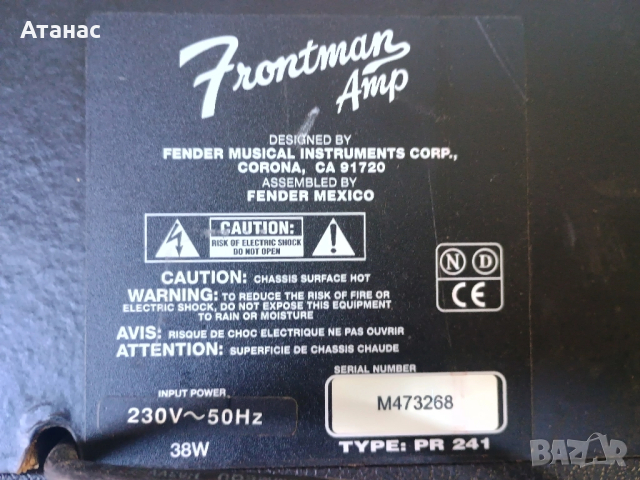 Атанас
Frontman
Amp
DESIGNED BY
FENDER MUSICAL INSTRUMENTS CORP.,
CORONA, CA 91720
ASSEMBLED BY
FENDER MEXICO
CAUTION:
RISK OF ELECTRIC SHOCK
DO NOT OPEN
N D
CE
CAUTION: CHASSIS SURFACE HOT
WARNING: TO REDUCE THE RISK OF FIRE OR
ELECTRIC SHOCK, DO NOT EXPOSE THIS EQUIPMENT
TO RAIN OR MOISTURE
AVIS: RISQUE DE CHOC ELECTRIQUE NE PAS OUVRIR
ATTENTION: SUPERFICIE DE CHASSIS CHAUDE
SERIAL NUMBER
M473268
INPUT POWER
230V~50Hz
38W
TYPE: PR 241
BAZAR